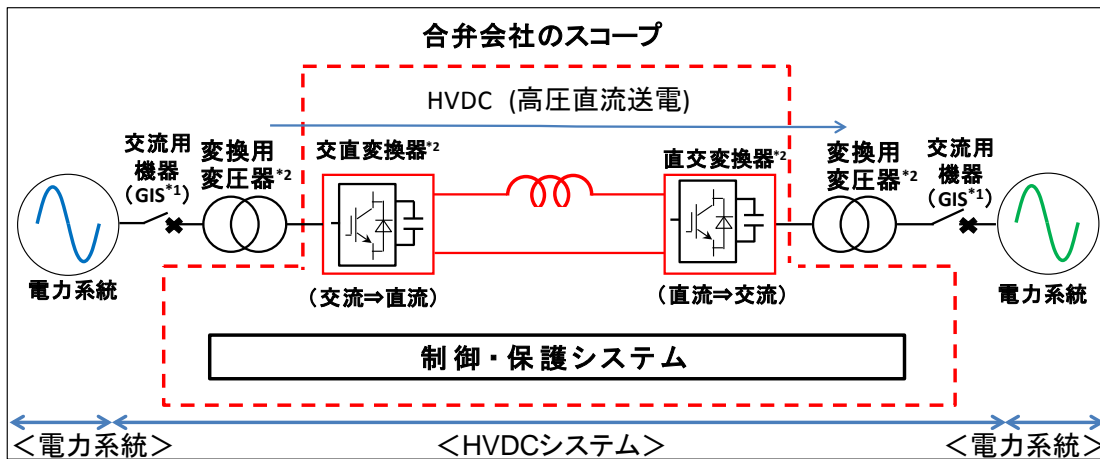 合弁会社のスコープ
HVDC (高圧直流送電)
交流用
機器
（GIS*1）
変換用
変圧器*2
交直変換器*2
直交変換器*2
変換用
変圧器*2
交流用
機器
（GIS*1）
電力系統
（交流⇒直流）
（直流⇒交流）
電力系統
制御・保護システム
＜電力系統＞
＜HVDCシステム＞
＜電力系統＞